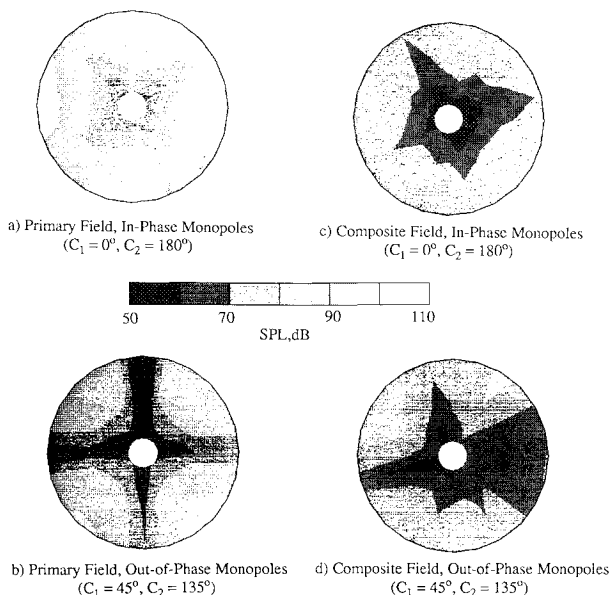 a) Primary Field, In-Phase Monopoles
(C₁ = 0°, C₂ = 180°)
c) Composite Field, In-Phase Monopoles
(C₁ = 0°, C₂ = 180°)
50 70 90 110
SPL,dB
b) Primary Field, Out-of-Phase Monopoles
(C₁ = 45°, C₂ = 135°)
d) Composite Field, Out-of-Phase Monopoles
(C₁ = 45°, C₂ = 135°)